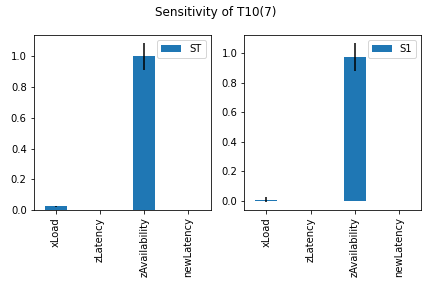 Sensitivity of T10(7)
ST
1.0
0.8
0.6
0.4
0.2
0.0
xLoad
zLatency
zAvailability
newLatency
S1
1.0
0.8
0.6
0.4
0.2
0.0
xLoad
zLatency
zAvailability
newLatency